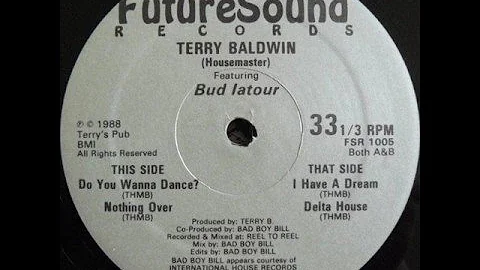 FutureSound
RECORDS
TERRY BALDWIN
(Housemaster)
Featuring
Bud latour
℗ © 1988
Terry's Pub
BMI
All Rights Reserved
33 1/3 RPM
FSR 1005
Both A&B
THIS SIDE
Do You Wanna Dance?
(THMB)
Nothing Over
(THMB)
THAT SIDE
I Have A Dream
(THMB)
Delta House
(THMB)
Produced by: TERRY B.
Co-Produced by: BAD BOY BILL
Recorded & Mixed at: REEL TO REEL
Mix by: BAD BOY BILL
Edits by: BAD BOY BILL
BAD BOY BILL appears courtesy of
INTERNATIONAL HOUSE RECORDS